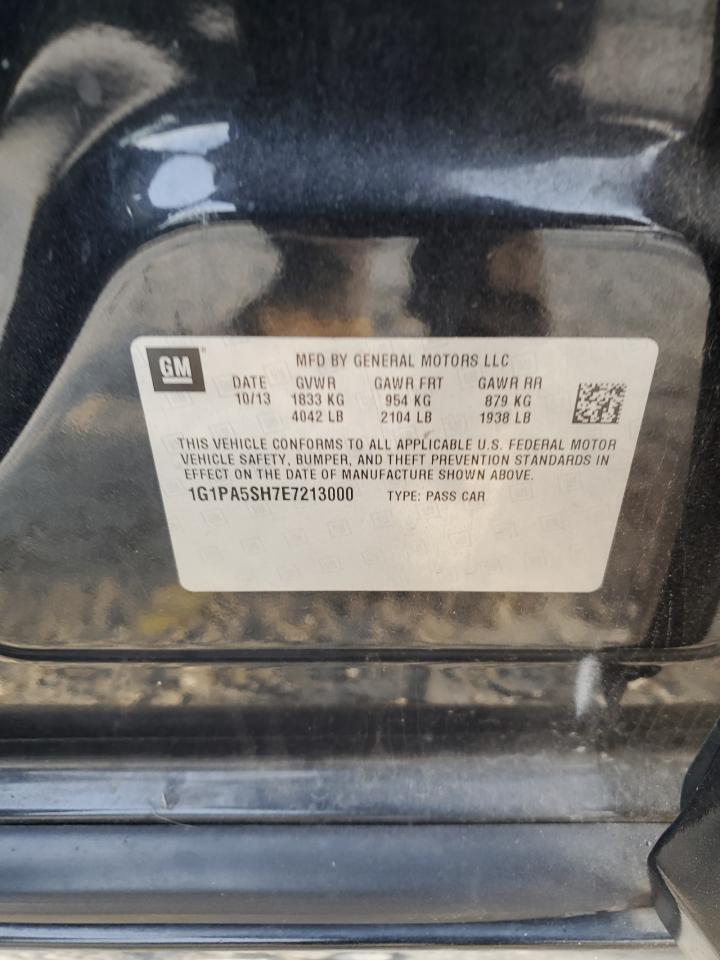 GM
MFD BY GENERAL MOTORS LLC
DATE GVWR GAWR FRT GAWR RR
10/13 1833 KG 954 KG 879 KG
4042 LB 2104 LB 1938 LB
THIS VEHICLE CONFORMS TO ALL APPLICABLE U.S. FEDERAL MOTOR
VEHICLE SAFETY, BUMPER, AND THEFT PREVENTION STANDARDS IN
EFFECT ON THE DATE OF MANUFACTURE SHOWN ABOVE.
1G1PA5SH7E7213000 TYPE: PASS CAR